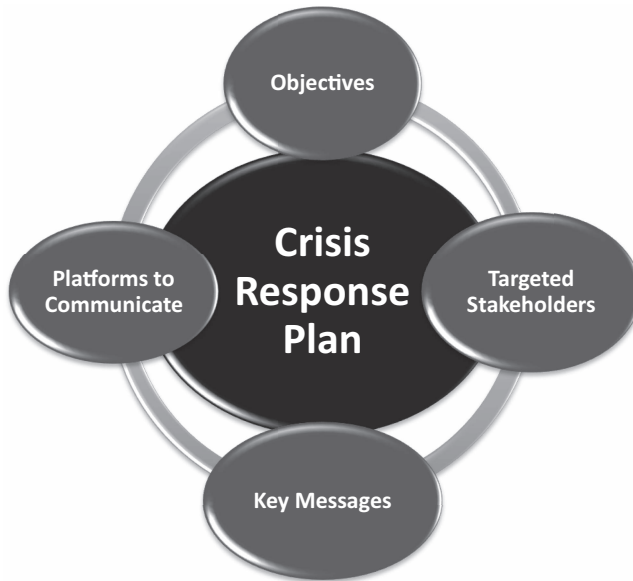 Objectives
Crisis
Response
Plan
Platforms to
Communicate
Targeted
Stakeholders
Key Messages